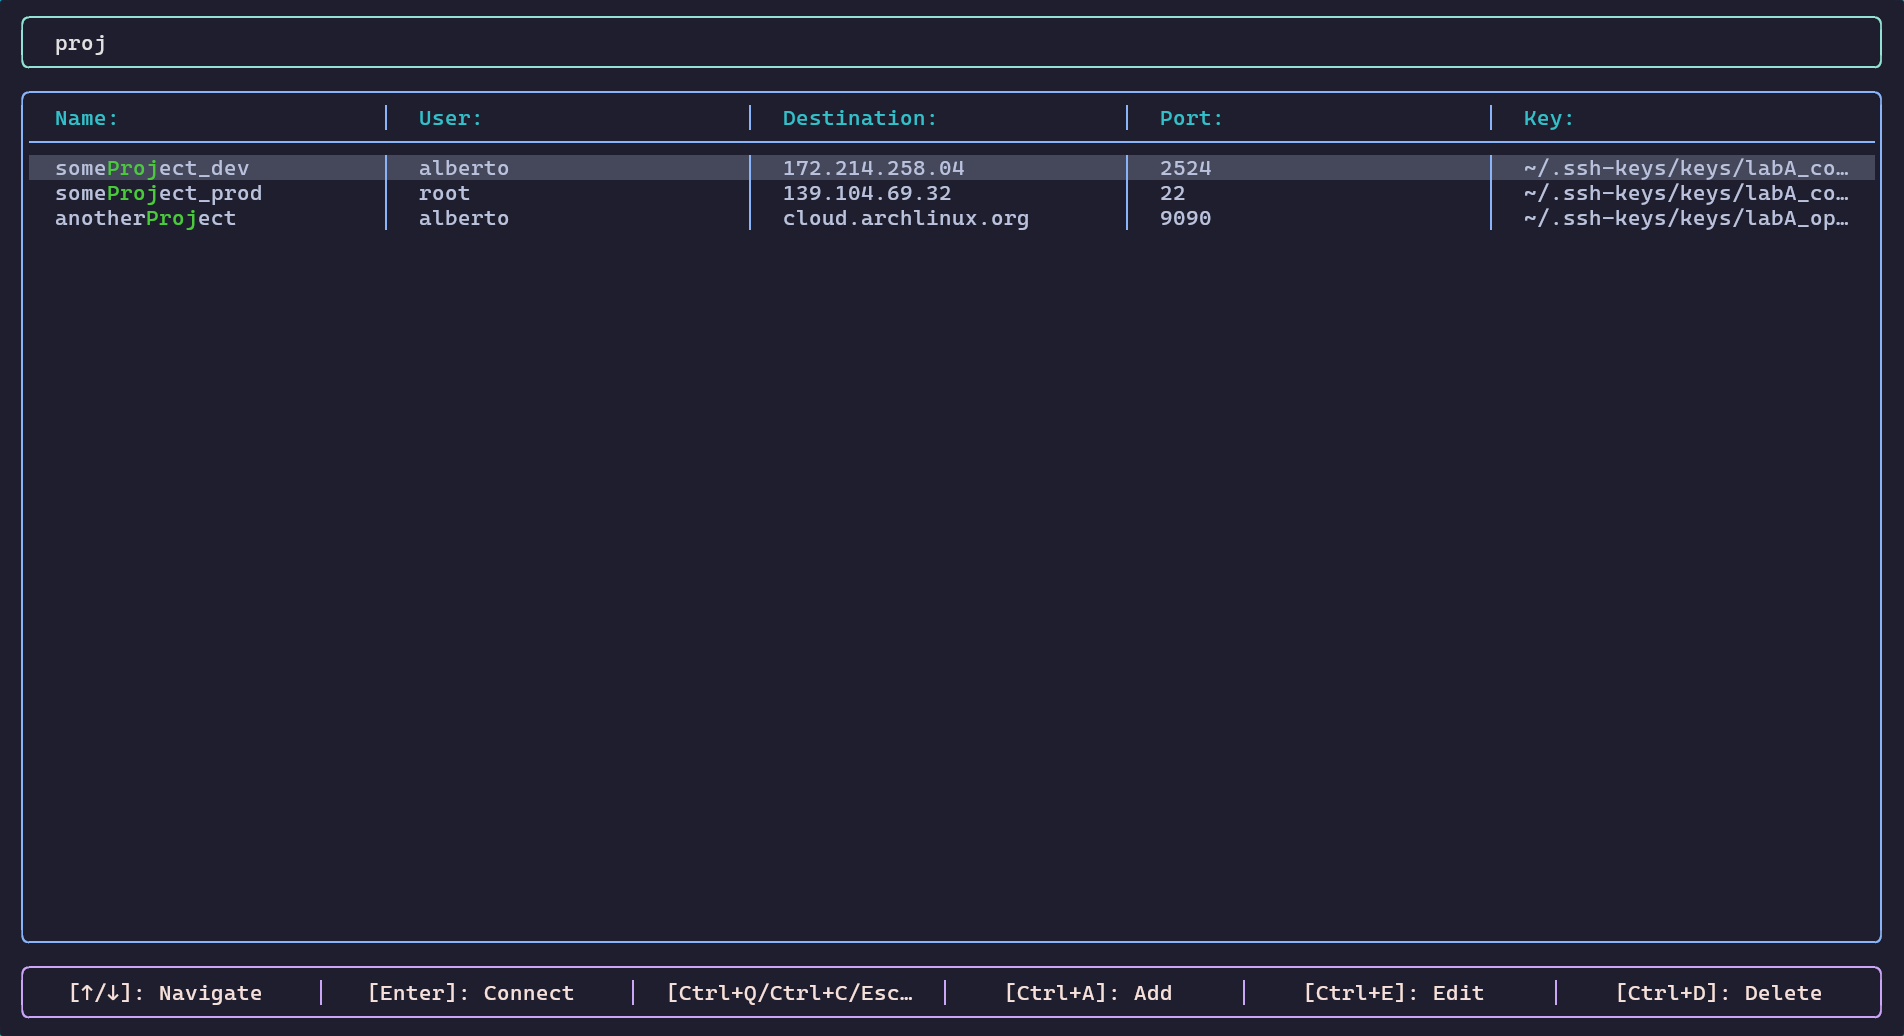 proj
Name: User: Destination: Port: Key:
someProject_dev alberto 172.214.258.04 2524 ~/.ssh-keys/keys/labA_co…
someProject_prod root 139.104.69.32 22 ~/.ssh-keys/keys/labA_co…
anotherProject alberto cloud.archlinux.org 9090 ~/.ssh-keys/keys/labA_op…
[↑/↓]: Navigate [Enter]: Connect [Ctrl+Q/Ctrl+C/Esc… [Ctrl+A]: Add [Ctrl+E]: Edit [Ctrl+D]: Delete